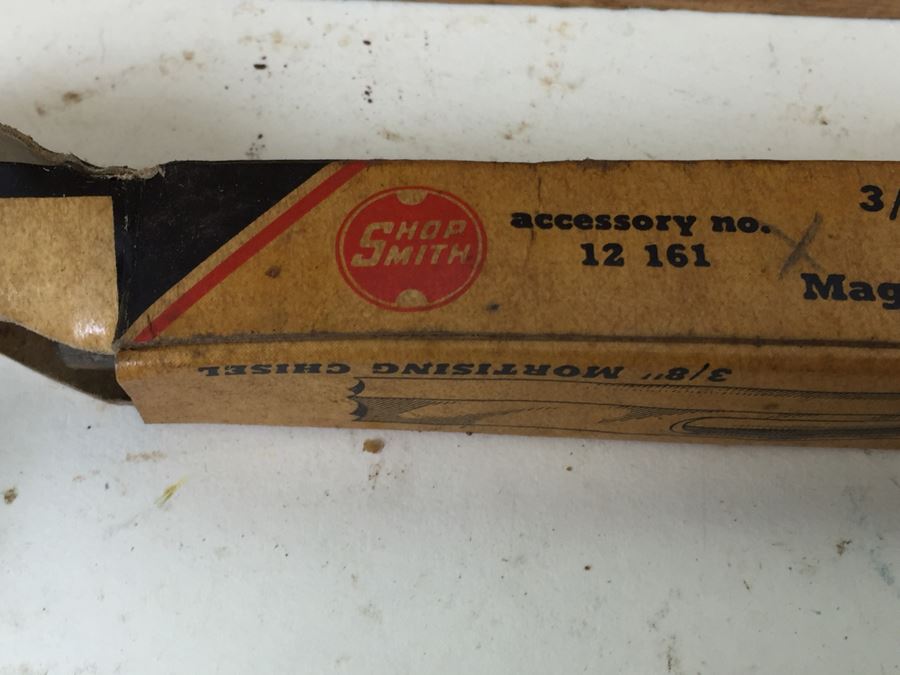 SHOP
SMITH
accessory no.
12 161
3/
Mag
3/8" MORTISING CHISEL